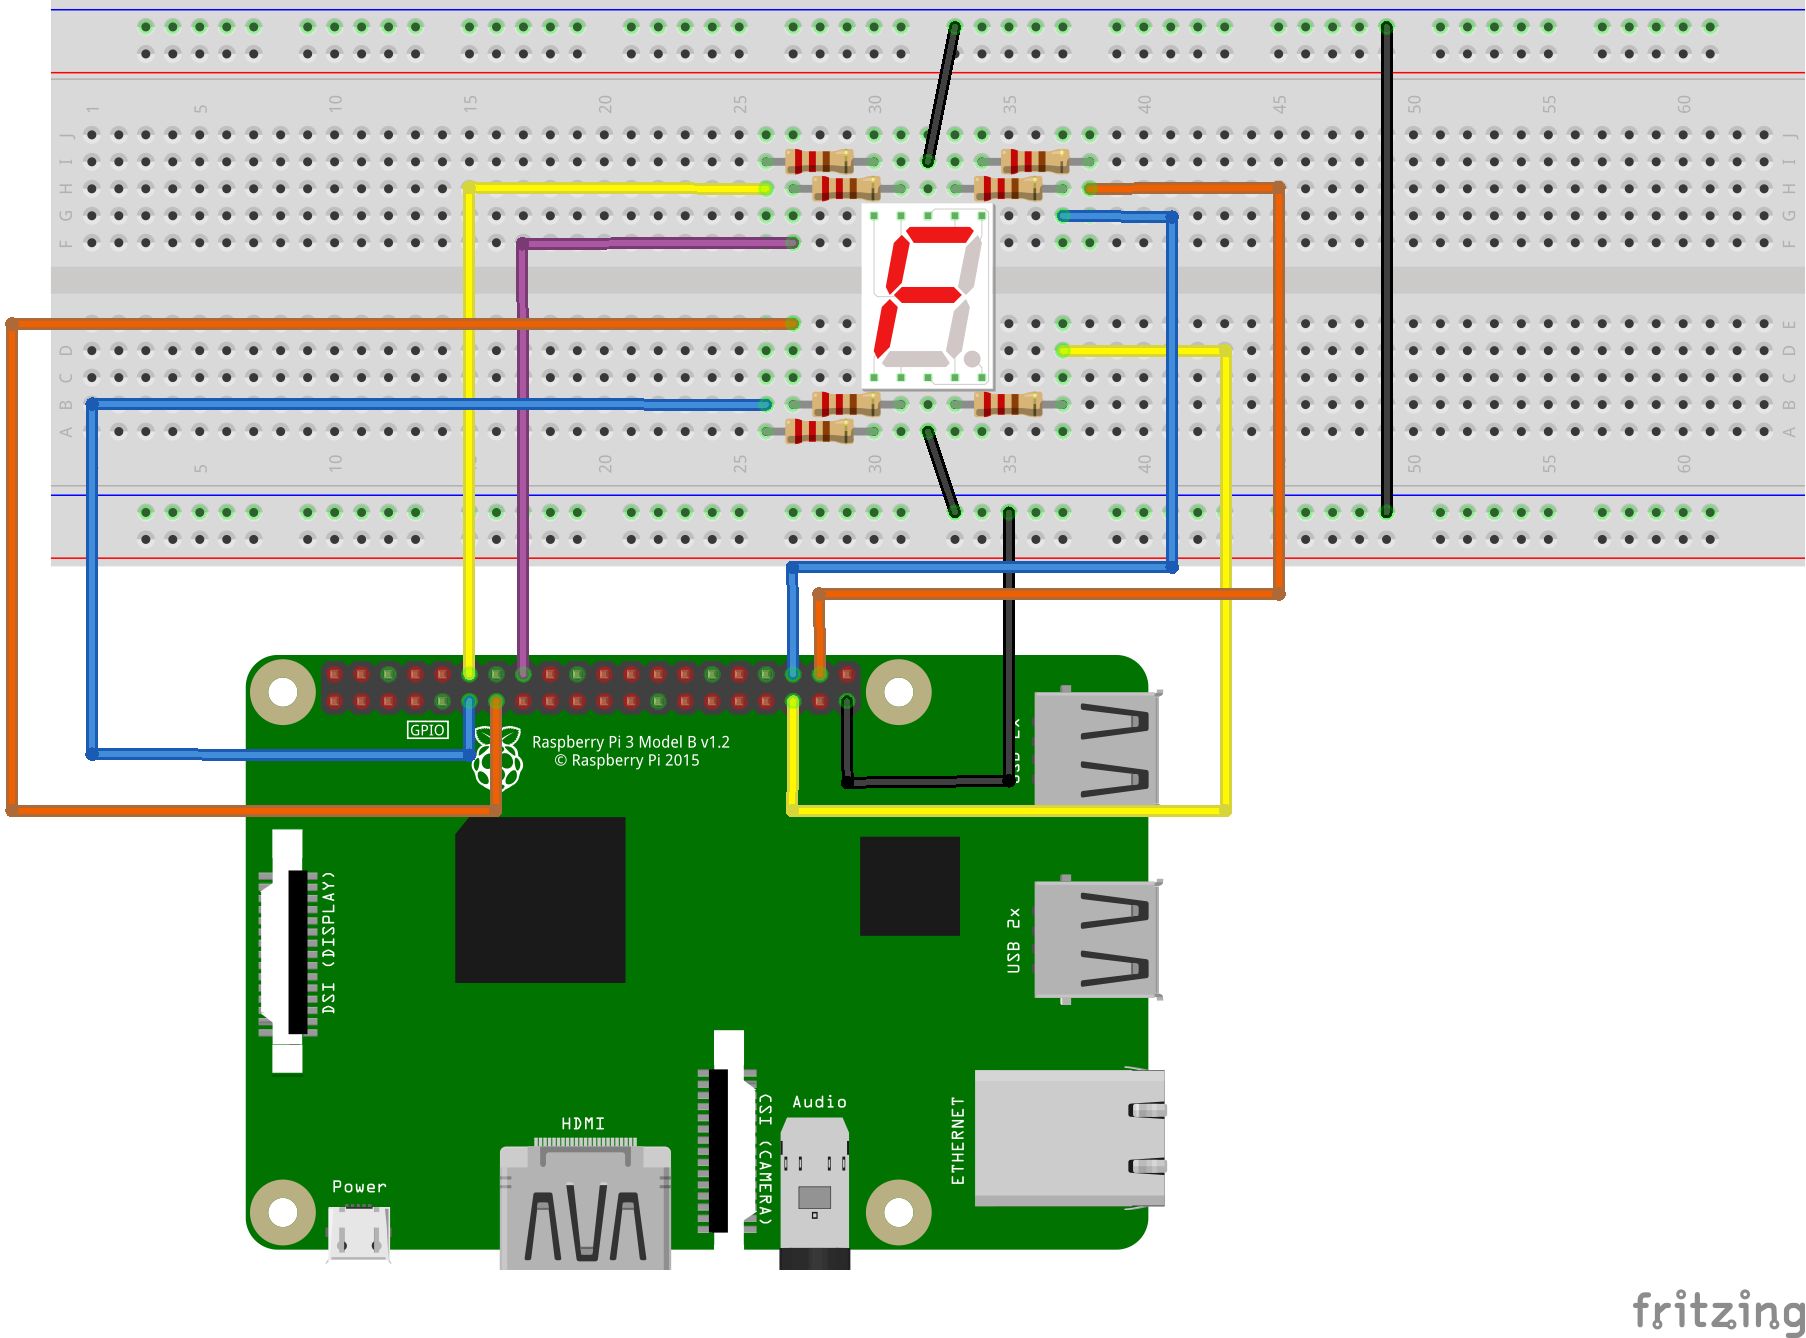 1 5 10 15 20 25 30 35 40 45 50 55 60
J J
I I
H H
G G
F F
E
D D
C C
B B
A A
5 10 20 25 30 35 40 50 55 60
GPIO
Raspberry Pi 3 Model B v1.2
© Raspberry Pi 2015
USB 2x
DSI (DISPLAY)
USB 2x
Audio
CSI (CAMERA)
ETHERNET
HDMI
Power
fritzing